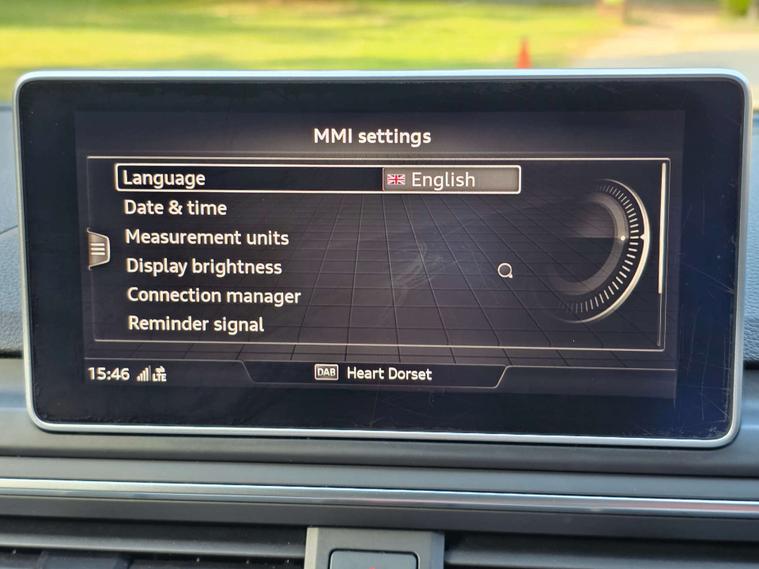 MMI settings
Language English
Date & time
Measurement units
Display brightness
Connection manager
Reminder signal
15:46 LTE DAB Heart Dorset